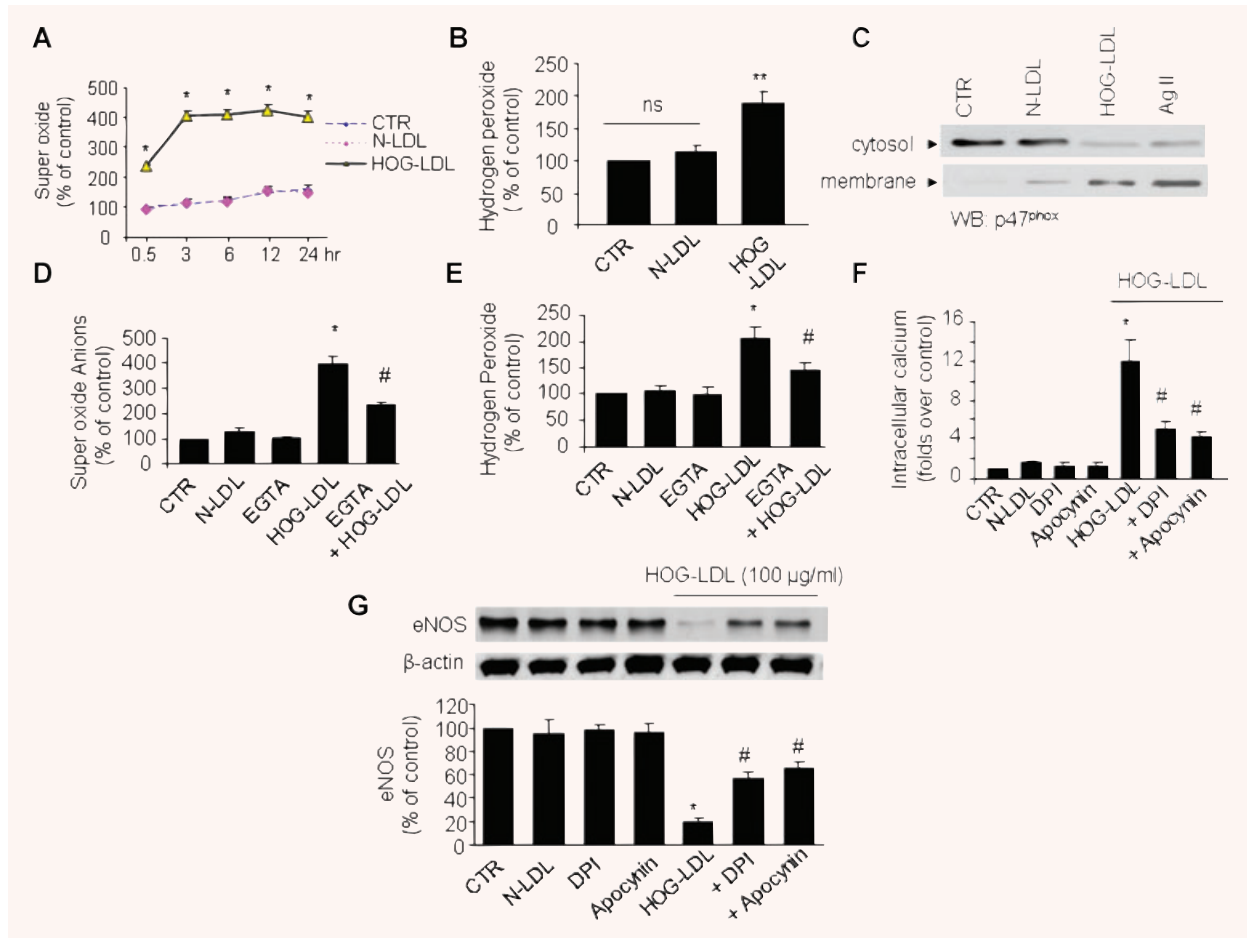 A
Super oxide
(% of control)
500
400
300
200
100
0
*
*
*
*
*
0.5 3 6 12 24 hr
CTR
N-LDL
HOG-LDL
B
Hydrogen peroxide
( % of control)
250
200
150
100
50
0
ns
**
CTR
N-LDL
HOG
-LDL
C
CTR
N-LDL
HOG-LDL
Ag II
cytosol
membrane
WB: p47phox
D
Super oxide Anions
(% of control)
500
400
300
200
100
0
*
#
CTR
N-LDL
EGTA
HOG-LDL
EGTA
+ HOG-LDL
E
Hydrogen Peroxide
(% of control)
250
200
150
100
50
0
*
#
CTR
N-LDL
EGTA
HOG-LDL
EGTA
+ HOG-LDL
F
HOG-LDL
Intracellular calcium
(folds over control)
16
12
8
4
0
*
#
#
CTR
N-LDL
DPI
Apocynin
HOG-LDL
+ DPI
+ Apocynin
G
HOG-LDL (100 µg/ml)
eNOS
β-actin
eNOS
(% of control)
120
100
80
60
40
20
0
*
#
#
CTR
N-LDL
DPI
Apocynin
HOG-LDL
+ DPI
+ Apocynin